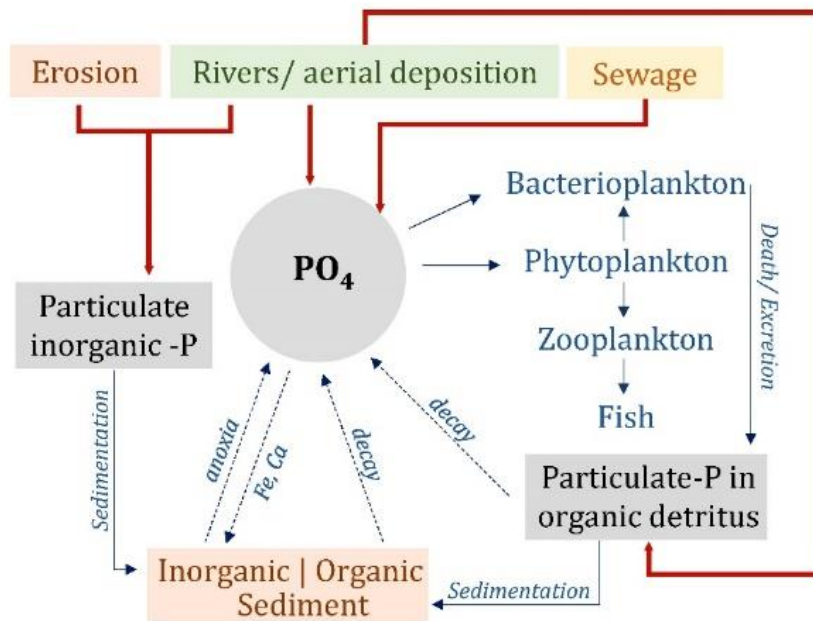 Erosion
Rivers/ aerial deposition
Sewage
Bacterioplankton
PO₄
Phytoplankton
Death/ Excretion
Particulate
inorganic -P
Zooplankton
Fish
Sedimentation
anoxia
Fe, Ca
decay
decay
Particulate-P in
organic detritus
Inorganic | Organic
Sediment
Sedimentation